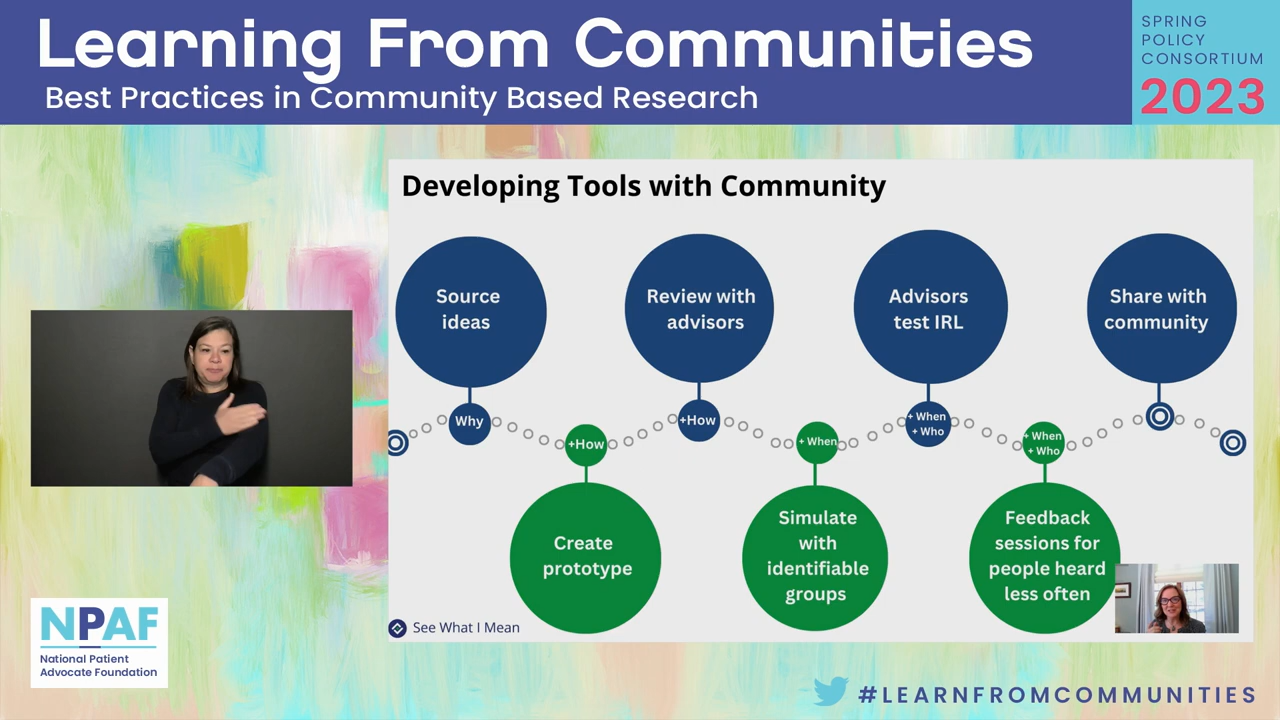 Learning From Communities
Best Practices in Community Based Research
SPRING
POLICY
CONSORTIUM
2023
Developing Tools with Community
Source
ideas
Review with
advisors
Advisors
test IRL
Share with
community
Why
+How
+How
+ When
+ When
+ Who
+ When
+ Who
Create
prototype
Simulate
with
identifiable
groups
Feedback
sessions for
people heard
less often
See What I Mean
NPAF
National Patient
Advocate Foundation
#LEARNFROMCOMMUNITIES